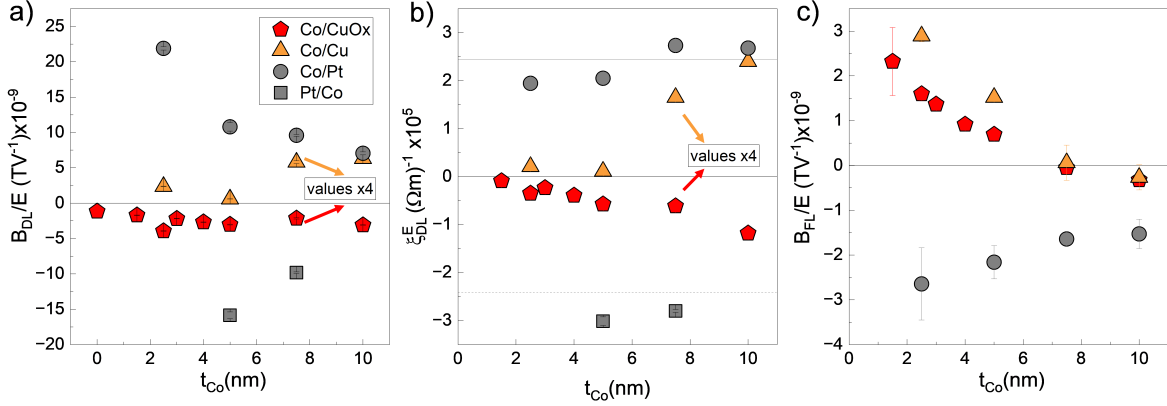 a)
B_DL/E (TV⁻¹)x10⁻⁹
25
20
15
10
5
0
−5
−10
−15
−20
Co/CuOx
Co/Cu
Co/Pt
Pt/Co
values x4
0 2 4 6 8 10
t_Co(nm)
b)
ξ^E_DL (Ωm)⁻¹ x10⁵
3
2
1
0
−1
−2
−3
values x4
0 2 4 6 8 10
t_Co(nm)
c)
B_FL/E (TV⁻¹)x10⁻⁹
3
2
1
0
−1
−2
−3
−4
0 2 4 6 8 10
t_Co(nm)